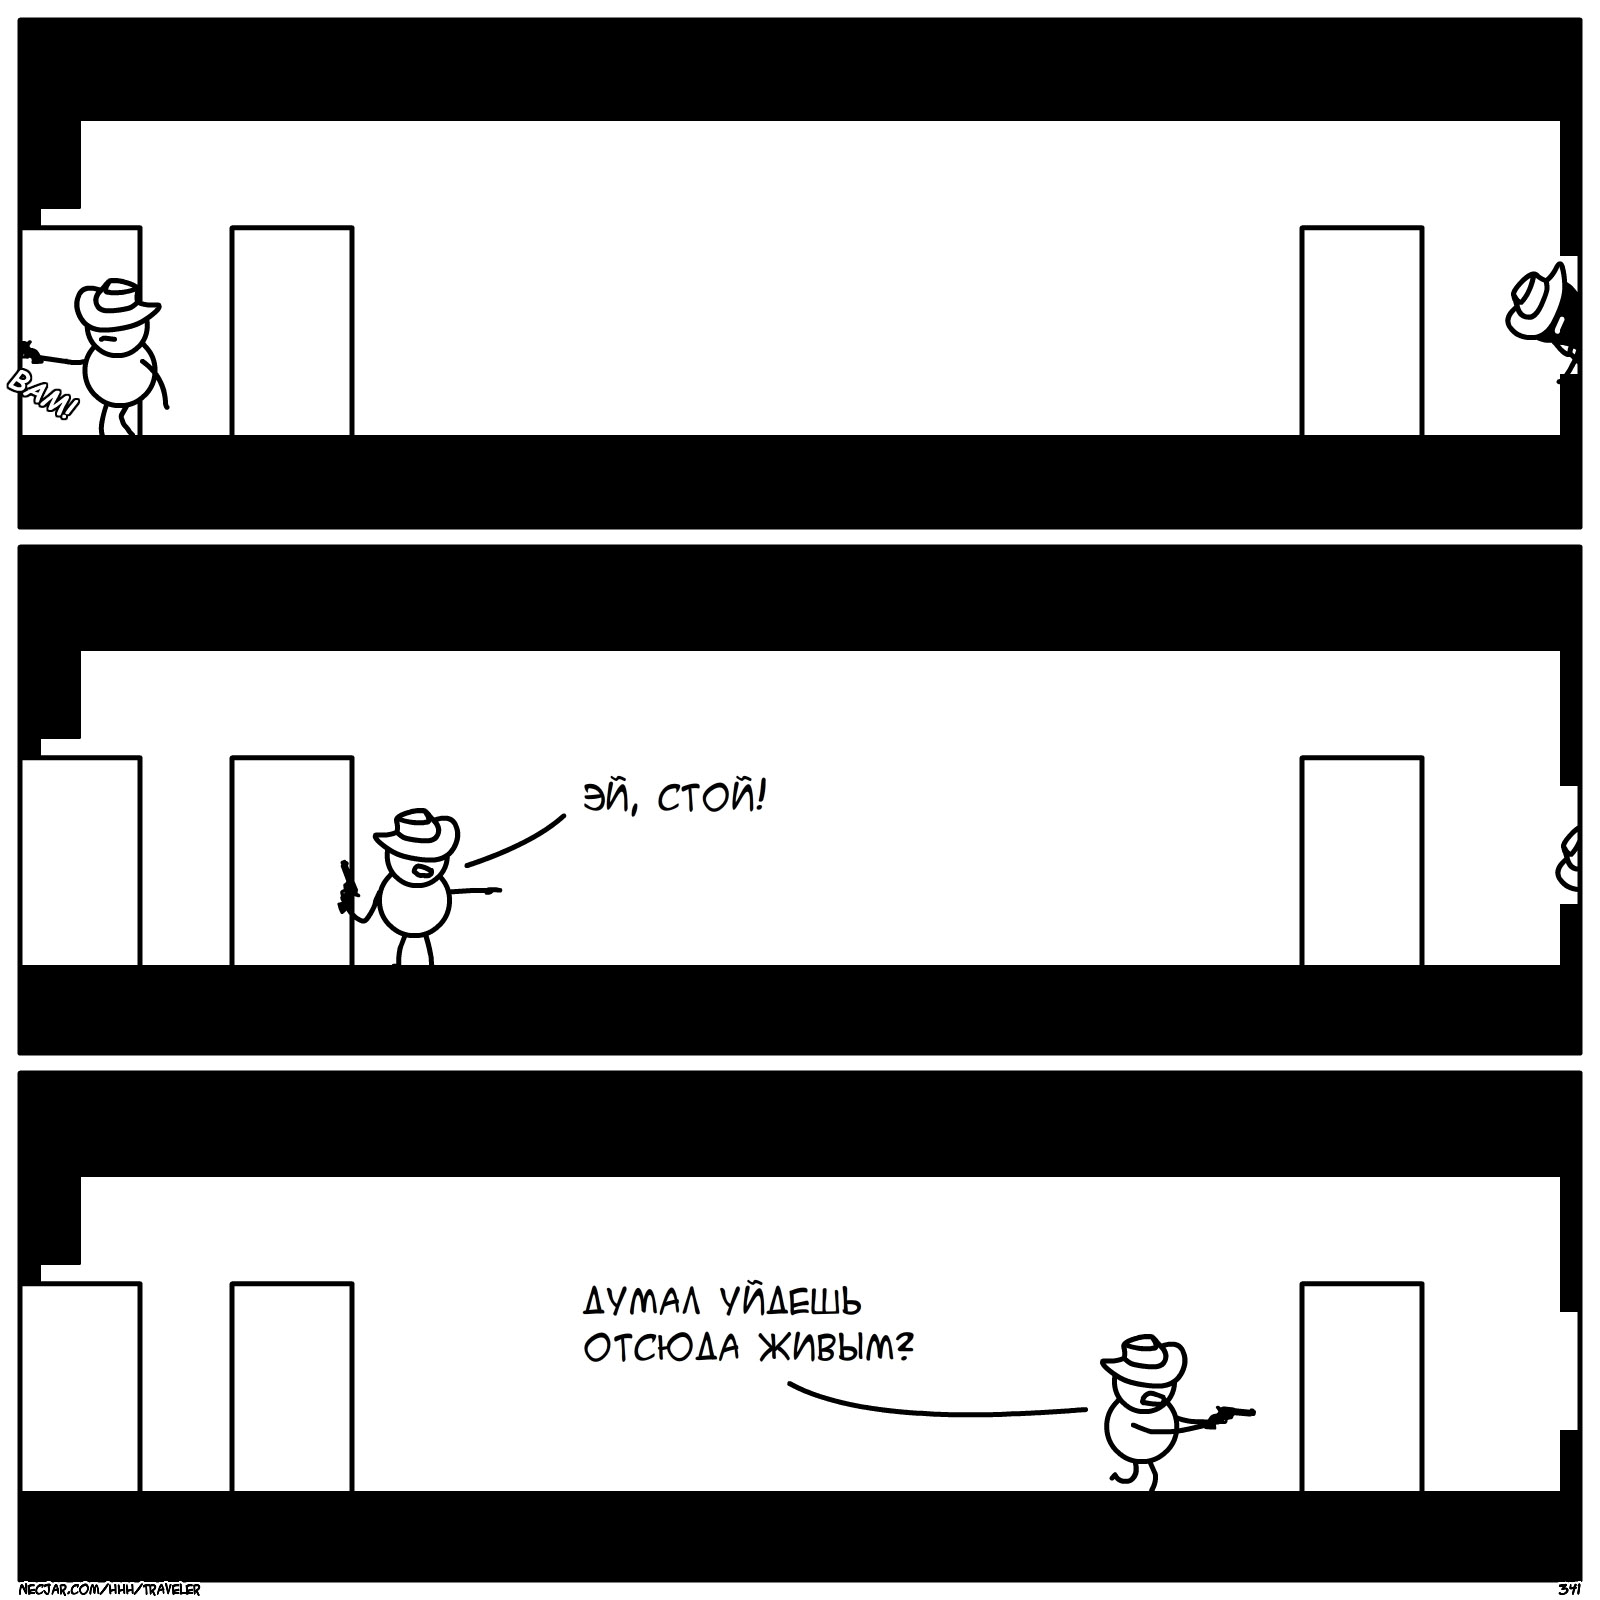 BAM!
ЭЙ, СТОЙ!
ДУМАЛ УЙДЕШЬ
ОТСЮДА ЖИВЫМ?
NECJAR.COM/HHH/TRAVELER
341